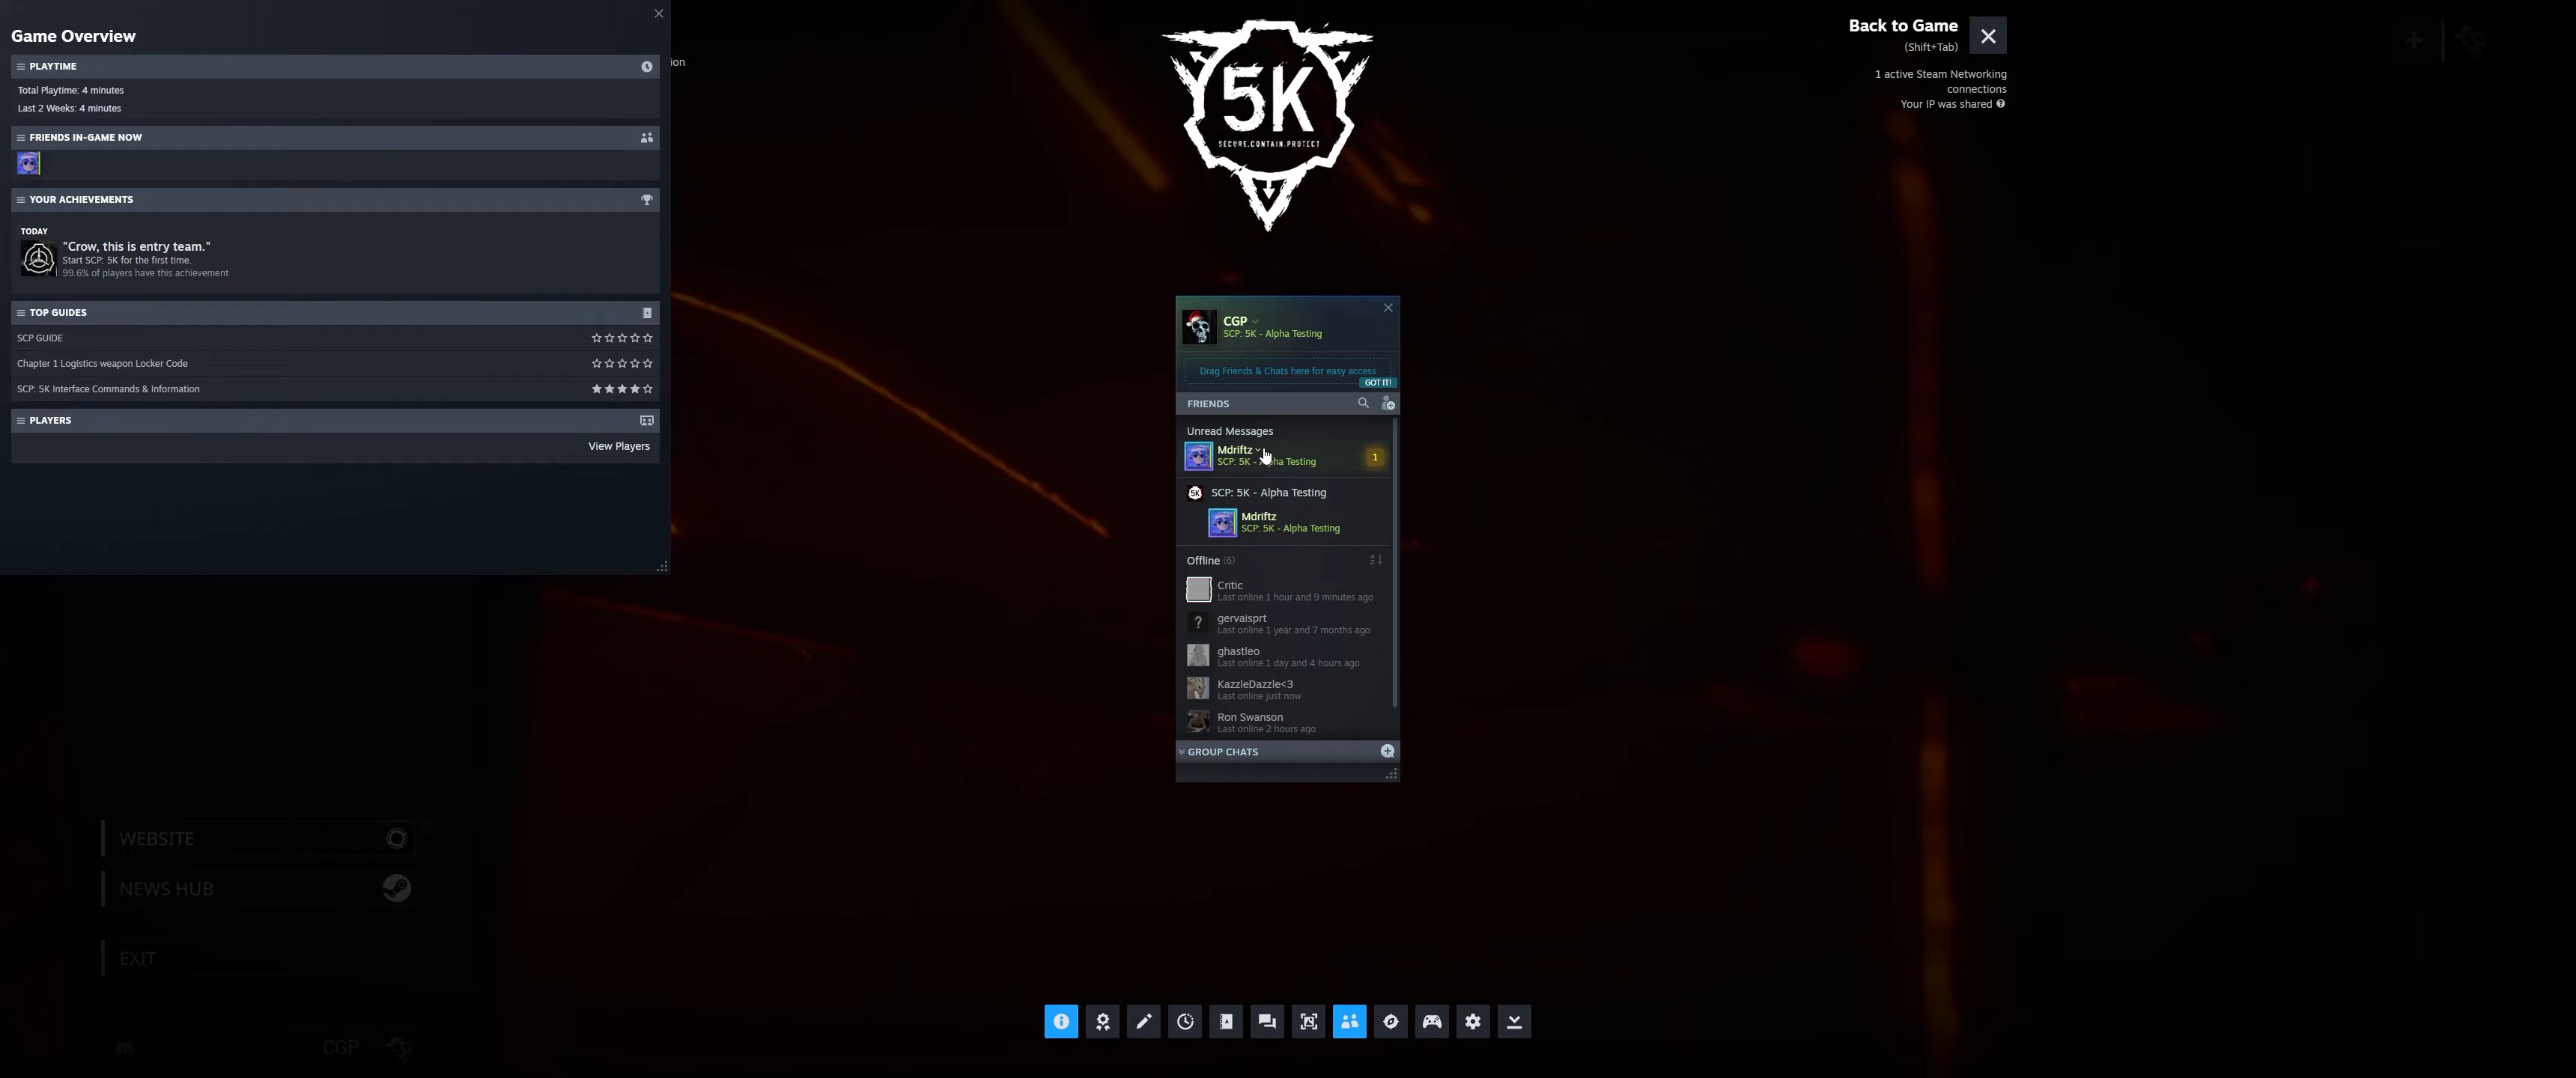 Game Overview
PLAYTIME
Total Playtime: 4 minutes
Last 2 Weeks: 4 minutes
FRIENDS IN-GAME NOW
YOUR ACHIEVEMENTS
TODAY
"Crow, this is entry team."
Start SCP: 5K for the first time.
99.6% of players have this achievement
TOP GUIDES
SCP GUIDE
Chapter 1 Logistics weapon Locker Code
SCP: 5K Interface Commands & Information
PLAYERS
View Players
ion
5K
SECURE.CONTAIN.PROTECT
Back to Game
(Shift+Tab)
1 active Steam Networking
connections
Your IP was shared
CGP
SCP: 5K - Alpha Testing
Drag Friends & Chats here for easy access
GOT IT!
FRIENDS
Unread Messages
Mdriftz
SCP: 5K - Alpha Testing
1
5K SCP: 5K - Alpha Testing
Mdriftz
SCP: 5K - Alpha Testing
Offline (6)
Critic
Last online 1 hour and 9 minutes ago
?
gervaisprt
Last online 1 year and 7 months ago
ghastleo
Last online 1 day and 4 hours ago
KazzleDazzle<3
Last online just now
Ron Swanson
Last online 2 hours ago
GROUP CHATS
WEBSITE
NEWS HUB
EXIT
CGP